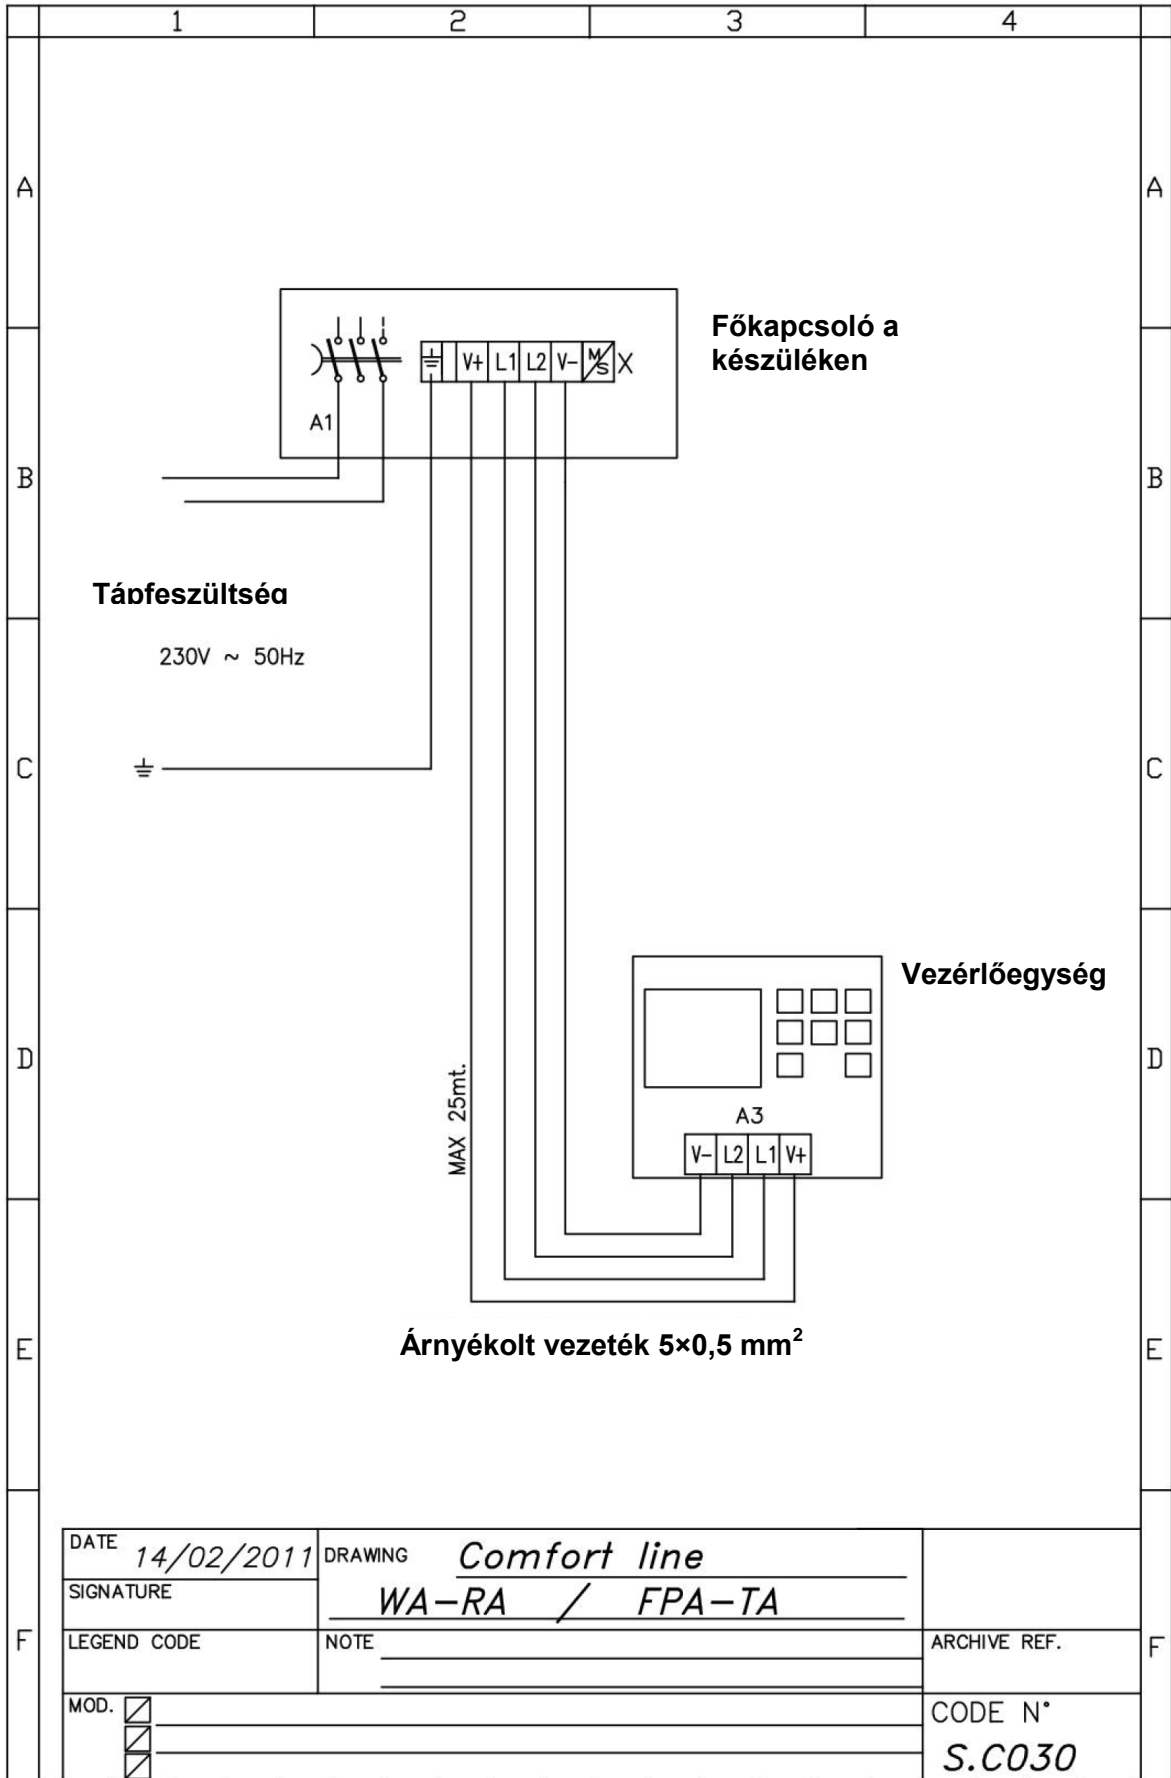 1 2 3 4
A A
Főkapcsoló a
készüléken
V+ L1 L2 V- M/S X
A1
B B
Tápfeszültség
230V ~ 50Hz
C C
Vezérlőegység
D D
MAX 25mt.
A3
V- L2 L1 V+
Árnyékolt vezeték 5×0,5 mm²
E E
DATE 14/02/2011 DRAWING Comfort line
SIGNATURE WA-RA / FPA-TA
F F
LEGEND CODE NOTE ARCHIVE REF.
MOD. CODE N°
S.C030